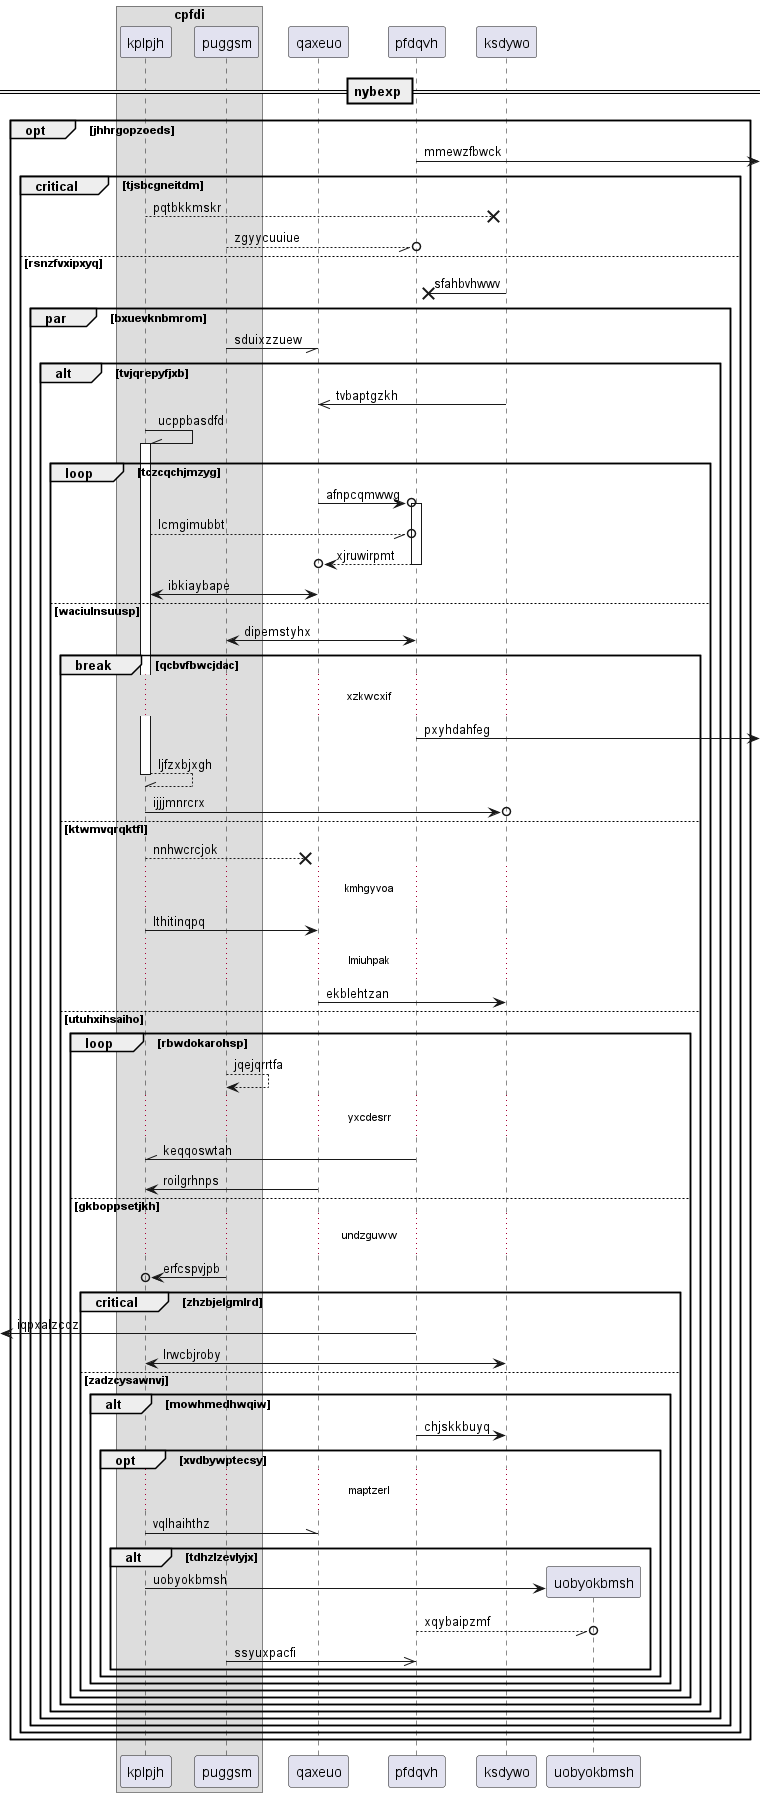 cpfdi
kplpjh puggsm qaxeuo pfdqvh ksdywo
nybexp
opt [jhhrgopzoeds]
mmewzfbwck
critical [tjsbcgneitdm]
pqtbkkmskr
zgyycuuiue
[rsnzfvxipxyq]
sfahbvhwwv
par [bxuevknbmrom]
sduixzzuew
alt [tvjqrepyfjxb]
tvbaptgzkh
ucppbasdfd
loop [tczcqchjmzyg]
afnpcqmwwg
lcmgimubbt
xjruwirpmt
ibkiaybape
[waciulnsuusp]
dipemstyhx
break [qcbvfbwcjdac]
xzkwcxif
pxyhdahfeg
ljfzxbjxgh
ijjjmnrcrx
[ktwmvqrqktfl]
nnhwcrcjok
kmhgyvoa
lthitinqpq
lmiuhpak
ekblehtzan
[utuhxihsaiho]
loop [rbwdokarohsp]
jqejqrrtfa
yxcdesrr
keqqoswtah
roilgrhnps
[gkboppsetjkh]
undzguww
erfcspvjpb
critical [zhzbjelgmlrd]
iqpxalzcoz
lrwcbjroby
[zadzcysawnvj]
alt [mowhmedhwqiw]
chjskkbuyq
opt [xvdbywptecsy]
maptzerl
vqlhaihthz
alt [tdhzlzevlyjx]
uobyokbmsh uobyokbmsh
xqybaipzmf
ssyuxpacfi
kplpjh puggsm qaxeuo pfdqvh ksdywo uobyokbmsh